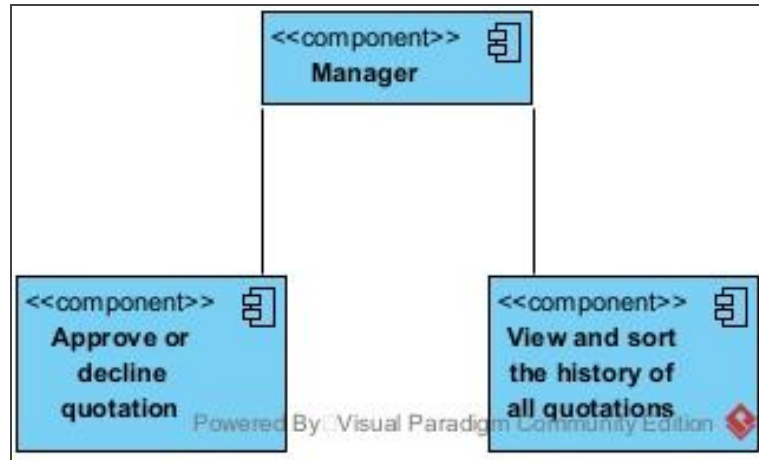 <<component>>
Manager
<<component>>
Approve or
decline
quotation
<<component>>
View and sort
the history of
all quotations
Powered By Visual Paradigm Community Edition